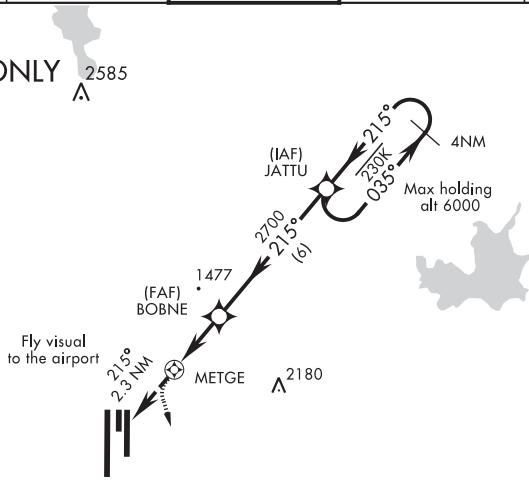 ONLY
2585
215°
4NM
(IAF)
JATTU
230K
035°
Max holding
alt 6000
2700
215°
(6)
1477
(FAF)
BOBNE
Fly visual
to the airport
215°
2.3 NM
METGE
2180